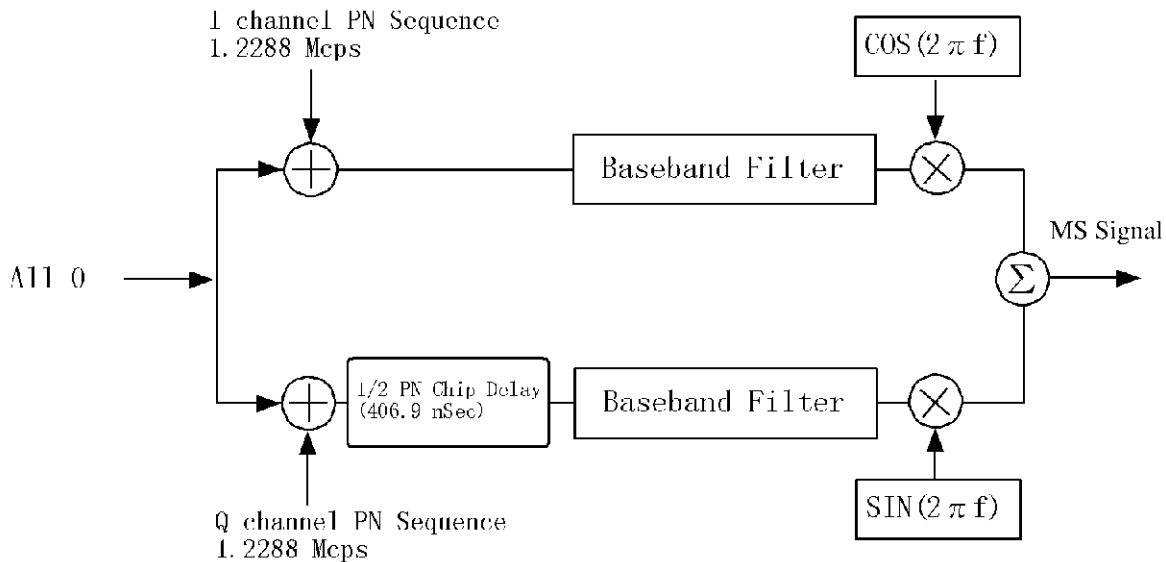 I channel PN Sequence
1.2288 Mcps
COS(2πf)
Baseband Filter
MS Signal
All 0
Σ
1/2 PN Chip Delay
(406.9 nSec)
Baseband Filter
SIN(2πf)
Q channel PN Sequence
1.2288 Mcps